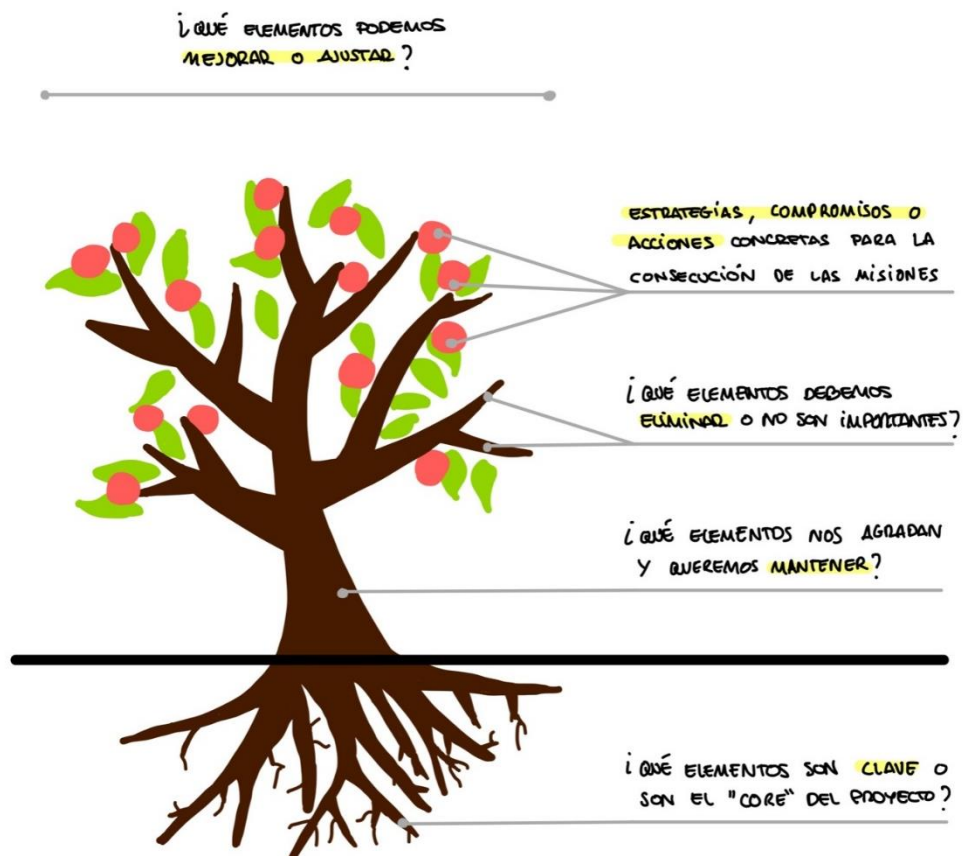 ¿QUÉ ELEMENTOS PODEMOS
MEJORAR O AJUSTAR?
ESTRATEGÍAS, COMPROMISOS O
ACCIONES CONCRETAS PARA LA
CONSECUCIÓN DE LAS MISIONES
¿QUÉ ELEMENTOS DEBEMOS
ELIMINAR O NO SON IMPORTANTES?
¿QUÉ ELEMENTOS NOS AGRADAN
Y QUEREMOS MANTENER?
¿QUÉ ELEMENTOS SON CLAVE O
SON EL "CORE" DEL PROYECTO?